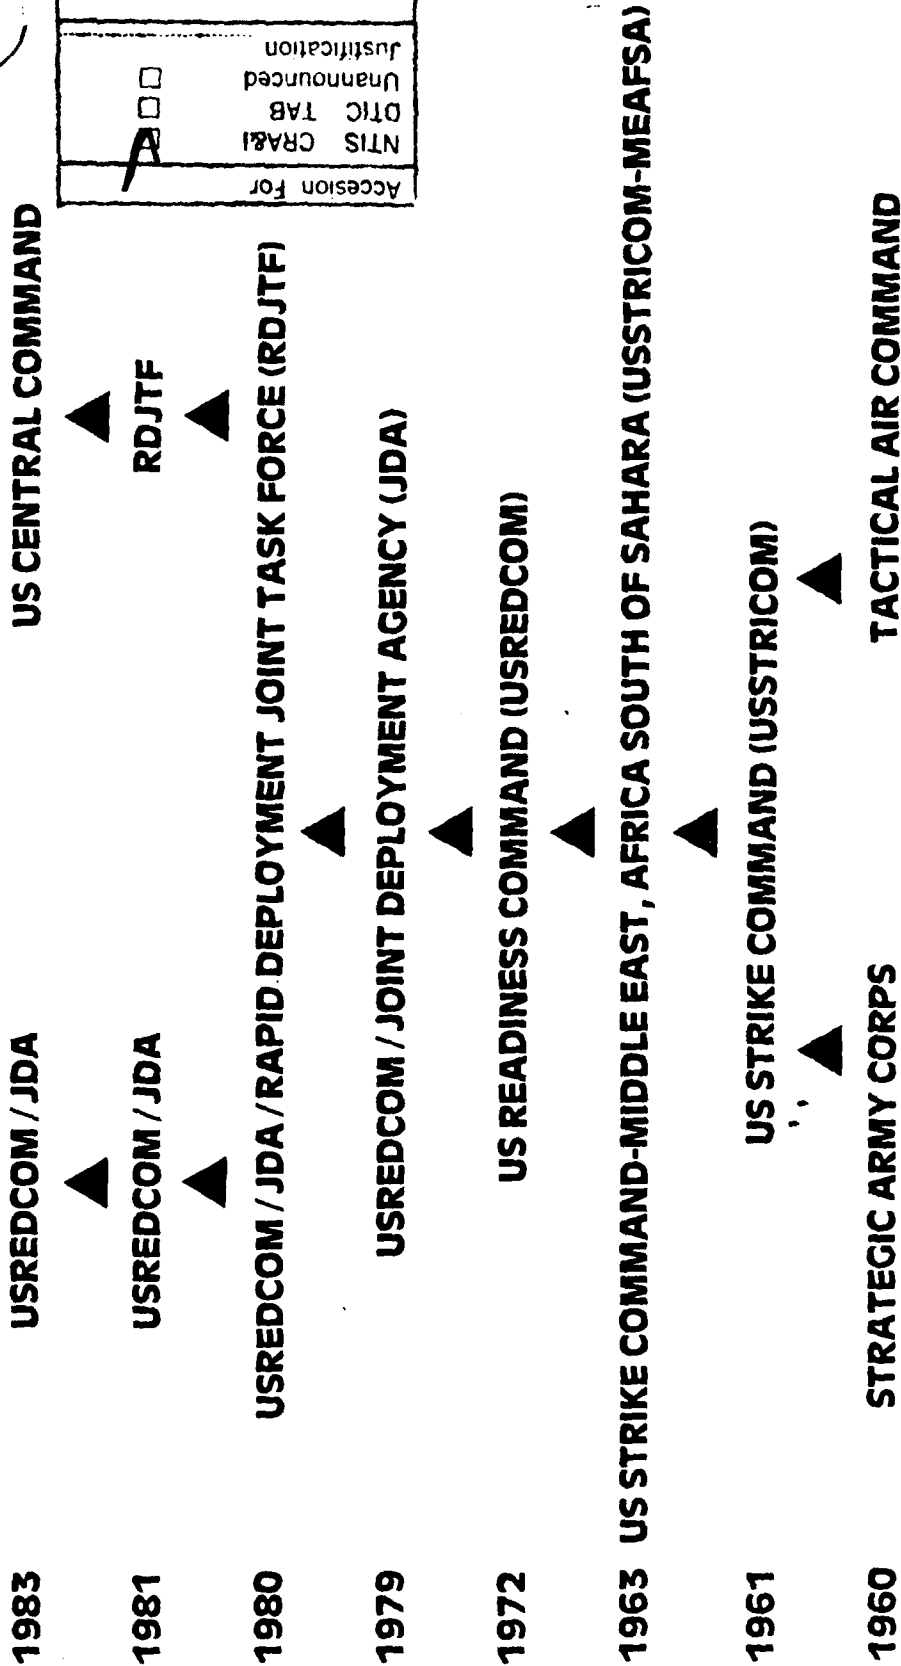 1983 USREDCOM / JDA US CENTRAL COMMAND
1981 USREDCOM / JDA RDJTF
1980 USREDCOM / JDA / RAPID DEPLOYMENT JOINT TASK FORCE (RDJTF)
1979 USREDCOM / JOINT DEPLOYMENT AGENCY (JDA)
1972 US READINESS COMMAND (USREDCOM)
1963 US STRIKE COMMAND-MIDDLE EAST, AFRICA SOUTH OF SAHARA (USSTRICOM-MEAFSA)
1961 US STRIKE COMMAND (USSTRICOM)
1960 STRATEGIC ARMY CORPS TACTICAL AIR COMMAND
Accesion For
NTIS CRA&I
DTIC TAB
Unannounced
Justification